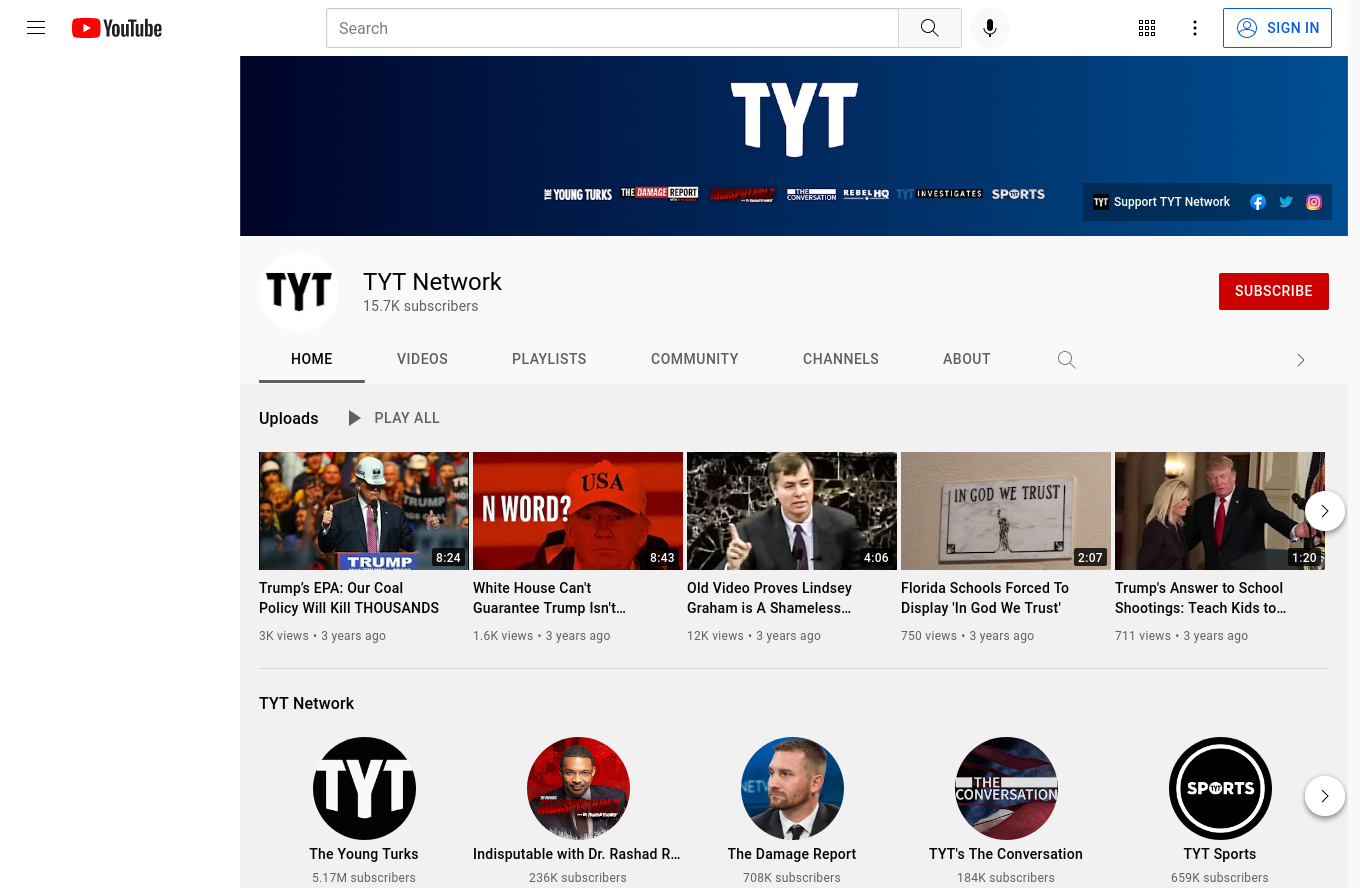 YouTube
Search
SIGN IN
TYT
THE YOUNG TURKS
THE DAMAGE REPORT
INDISPUTABLE
THE CONVERSATION
REBEL HQ
TYT INVESTIGATES
SPORTS
TYT Support TYT Network
TYT
TYT Network
15.7K subscribers
SUBSCRIBE
HOME
VIDEOS
PLAYLISTS
COMMUNITY
CHANNELS
ABOUT
Uploads
PLAY ALL
TRUMP
TRUMP
8:24
N WORD?
USA
8:43
4:06
IN GOD WE TRUST
2:07
1:20
Trump's EPA: Our Coal
Policy Will Kill THOUSANDS
3K views • 3 years ago
White House Can't
Guarantee Trump Isn't…
1.6K views • 3 years ago
Old Video Proves Lindsey
Graham is A Shameless…
12K views • 3 years ago
Florida Schools Forced To
Display 'In God We Trust'
750 views • 3 years ago
Trump's Answer to School
Shootings: Teach Kids to…
711 views • 3 years ago
TYT Network
TYT
INDISPUTABLE
THE
CONVERSATION
SPORTS
The Young Turks
5.17M subscribers
Indisputable with Dr. Rashad R…
236K subscribers
The Damage Report
708K subscribers
TYT's The Conversation
184K subscribers
TYT Sports
659K subscribers